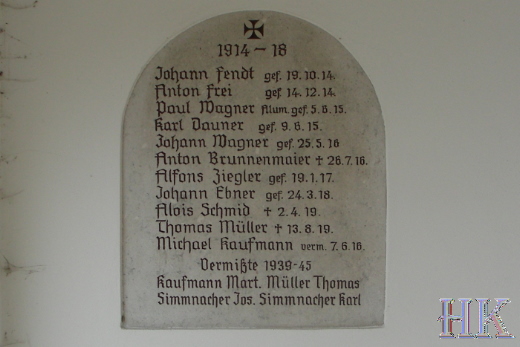 1914 - 18
Johann Fendt gef. 19.10.14.
Anton Frei gef. 14.12.14.
Paul Wagner Alum. gef. 5.6.15.
Karl Dauner gef. 9.6.15.
Johann Wagner gef. 25.5.16
Anton Brunnenmaier † 26.7.16.
Alfons Ziegler gef. 19.1.17.
Johann Ebner gef. 24.3.18.
Alois Schmid † 2.4.19.
Thomas Müller † 13.8.19.
Michael Kaufmann verm. 7.6.16.
Vermißte 1939-45
Kaufmann Mart. Müller Thomas
Simmnacher Jos. Simmnacher Karl
HK